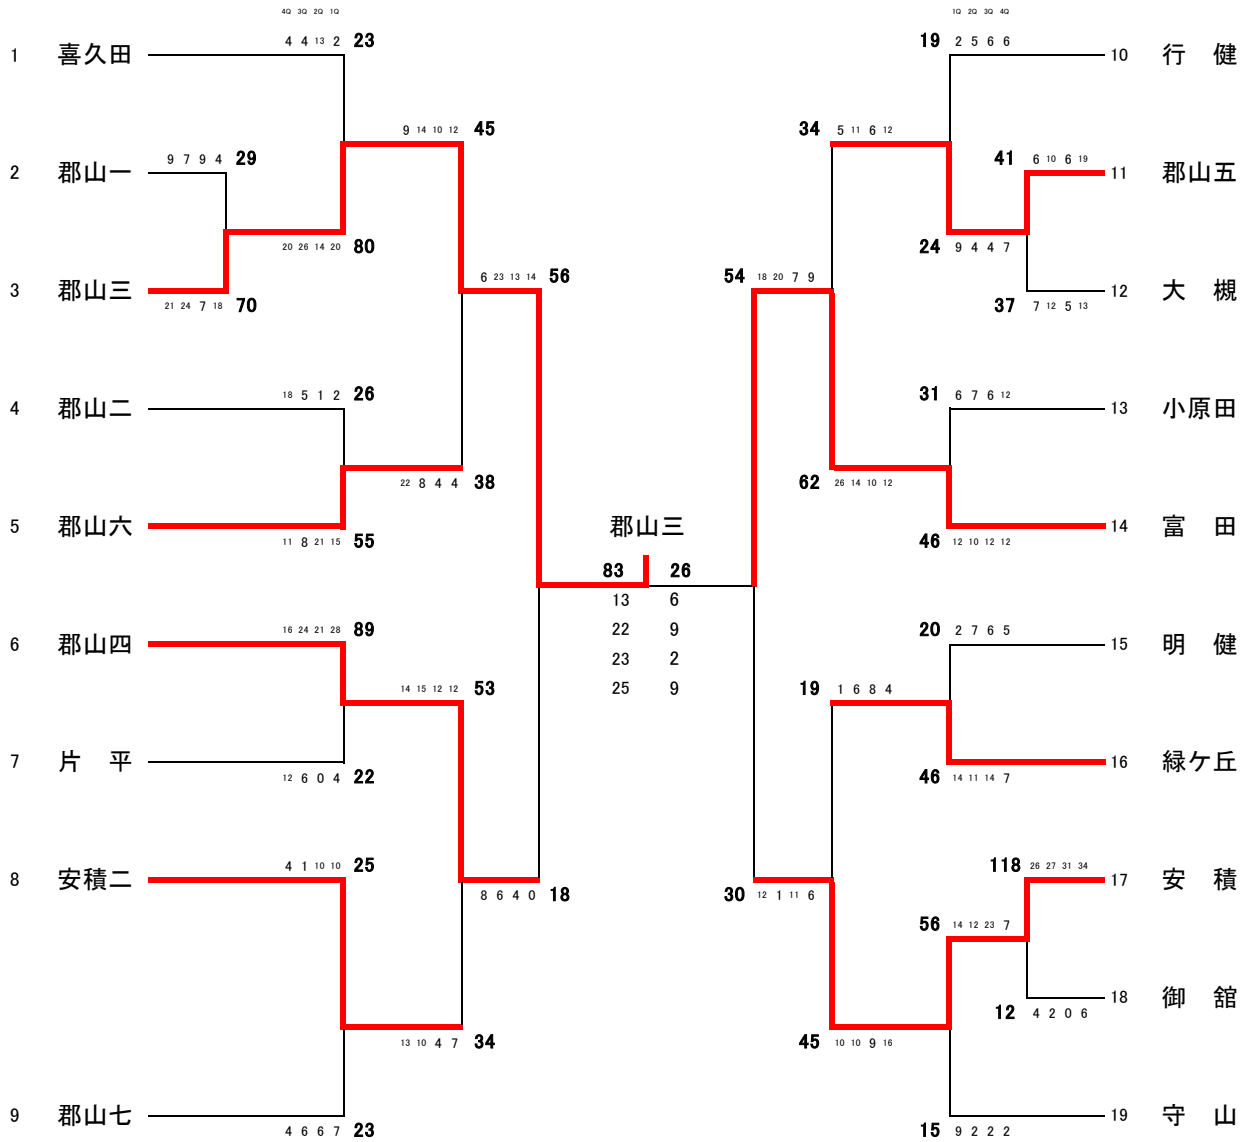 4Q 3Q 2Q 1Q
1Q 2Q 3Q 4Q
1 喜久田
4 4 13 2 23
2 郡山一
9 7 9 4 29
9 14 10 12 45
20 26 14 20 80
3 郡山三
21 24 7 18 70
6 23 13 14 56
4 郡山二
18 5 1 2 26
22 8 4 4 38
5 郡山六
11 8 21 15 55
6 郡山四
16 24 21 28 89
14 15 12 12 53
7 片　平
12 6 0 4 22
8 安積二
4 1 10 10 25
8 6 4 0 18
13 10 4 7 34
9 郡山七
4 6 6 7 23
郡山三
83 26
13 6
22 9
23 2
25 9
19 2 5 6 6
10 行　健
34 5 11 6 12
41 6 10 6 19
11 郡山五
24 9 4 4 7
54 18 20 7 9
12 大　槻
37 7 12 5 13
31 6 7 6 12
13 小原田
62 26 14 10 12
14 富　田
46 12 10 12 12
20 2 7 6 5
15 明　健
19 1 6 8 4
16 緑ケ丘
46 14 11 14 7
118 26 27 31 34
17 安　積
30 12 1 11 6
56 14 12 23 7
18 御　舘
12 4 2 0 6
45 10 10 9 16
19 守　山
15 9 2 2 2